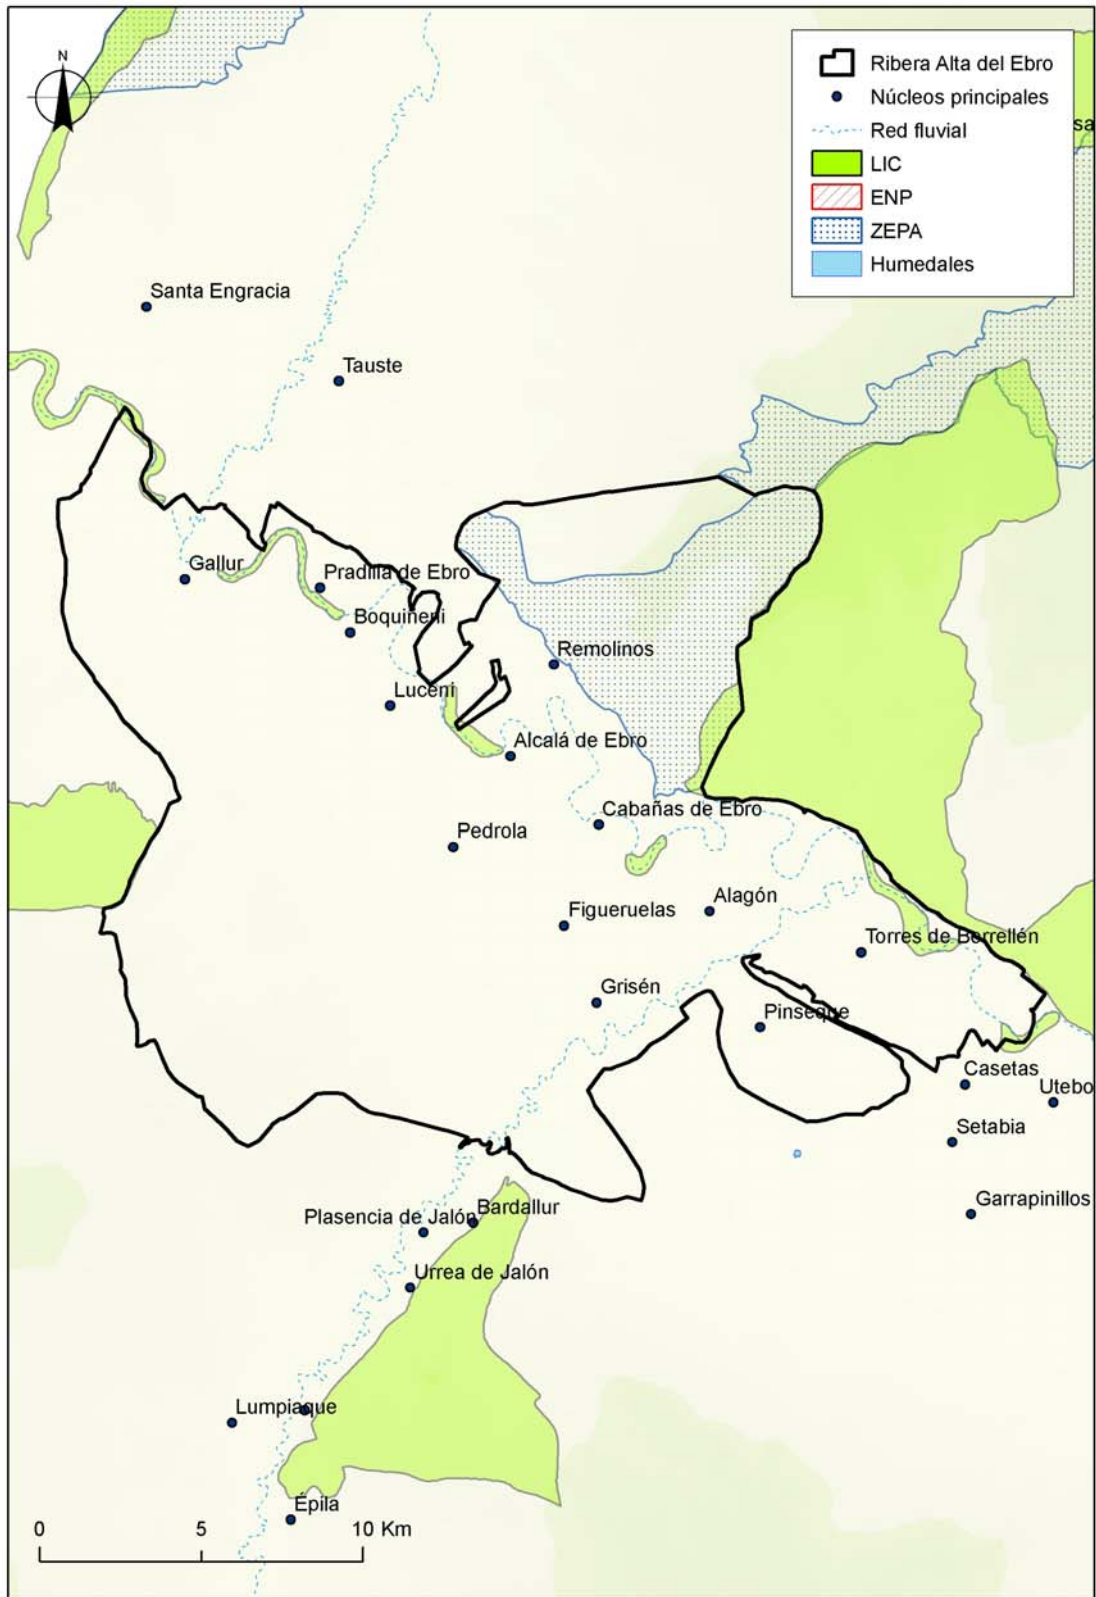 N
Ribera Alta del Ebro
Núcleos principales
Red fluvial
sa
LIC
ENP
ZEPA
Humedales
Santa Engracia
Tauste
Gallur
Pradilla de Ebro
Boquiñeni
Remolinos
Luceni
Alcalá de Ebro
Cabañas de Ebro
Pedrola
Alagón
Figueruelas
Torres de Berrellén
Grisén
Pinseque
Casetas
Utebo
Setabia
Garrapinillos
Bardallur
Plasencia de Jalón
Urrea de Jalón
Lumpiaque
Épila
0 5 10 Km